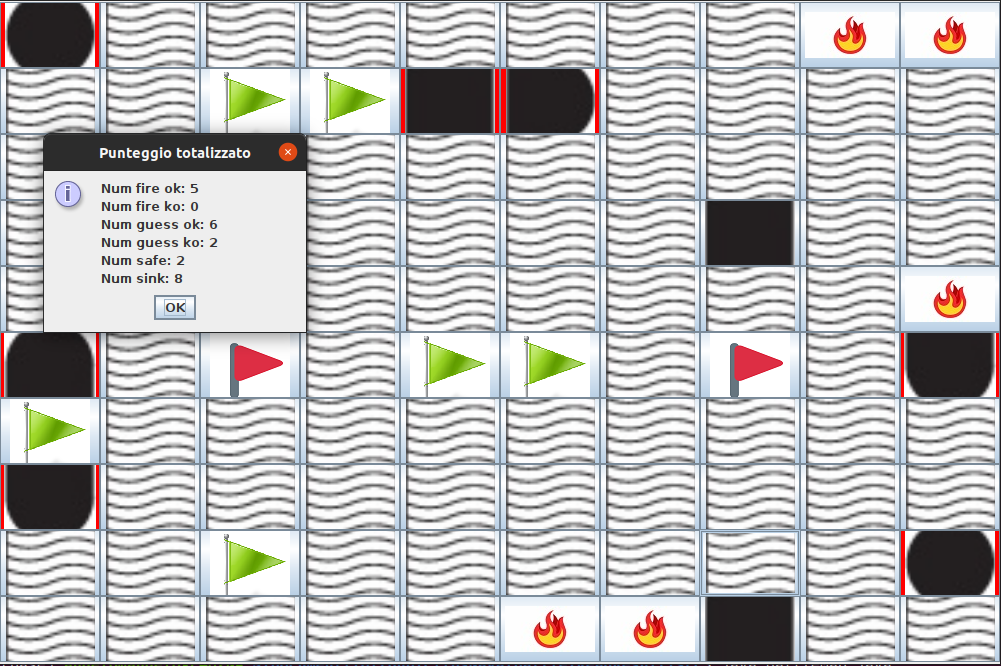 Punteggio totalizzato
Num fire ok: 5
Num fire ko: 0
Num guess ok: 6
Num guess ko: 2
Num safe: 2
Num sink: 8
OK